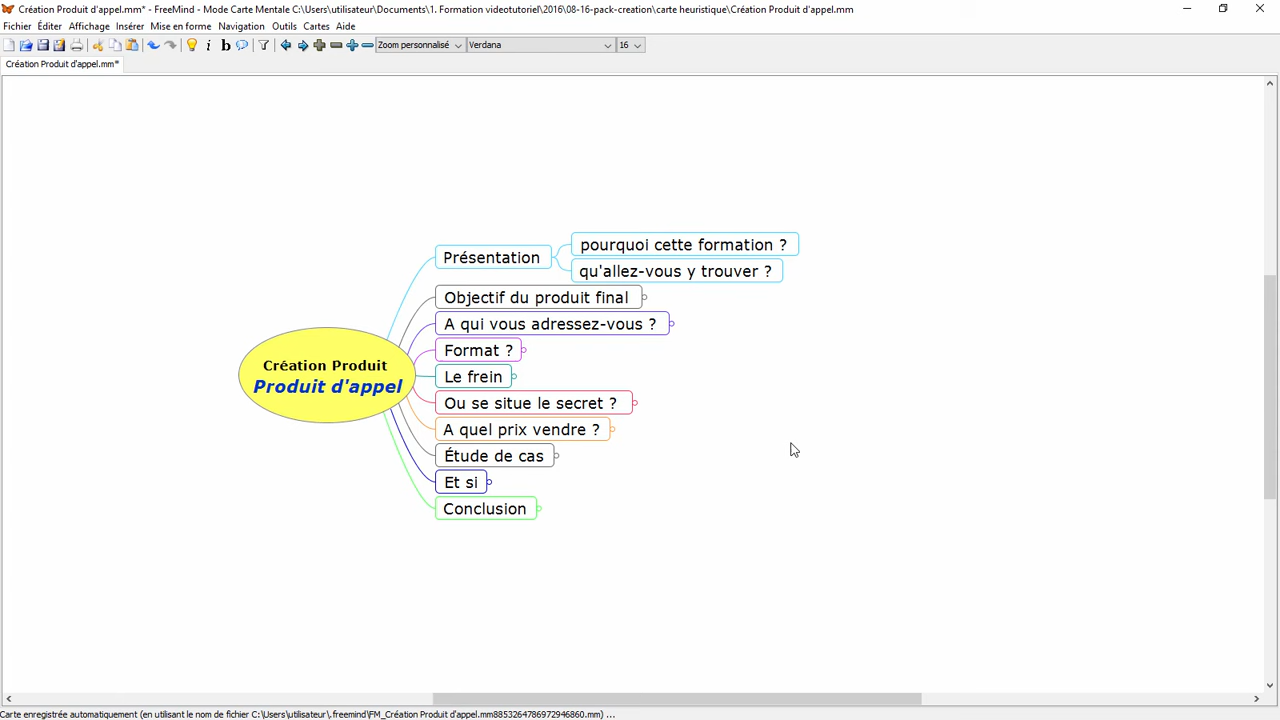 Création Produit d'appel.mm* - FreeMind - Mode Carte Mentale C:\Users\utilisateur\Documents\1. Formation videotutoriel\2016\08-16-pack-creation\carte heuristique\Création Produit d'appel.mm
Fichier Éditer Affichage Insérer Mise en forme Navigation Outils Cartes Aide
i b Zoom personnalisé Verdana 16
Création Produit d'appel.mm*
pourquoi cette formation ?
Présentation
qu'allez-vous y trouver ?
Objectif du produit final
A qui vous adressez-vous ?
Format ?
Création Produit
Le frein
Produit d'appel
Ou se situe le secret ?
A quel prix vendre ?
Étude de cas
Et si
Conclusion
Carte enregistrée automatiquement (en utilisant le nom de fichier C:\Users\utilisateur\.freemind\FM_Création Produit d'appel.mm8853264786972946860.mm) ...